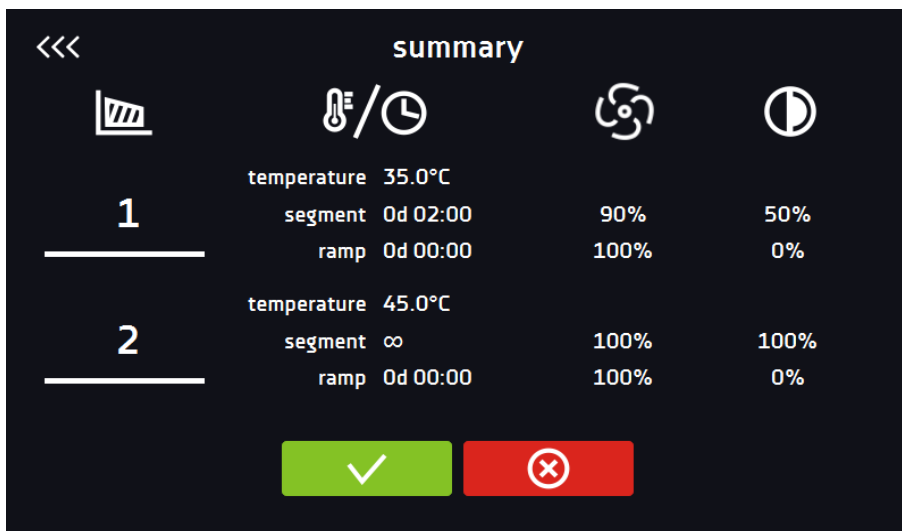 <<< summary
temperature 35.0°C
1 segment 0d 02:00 90% 50%
ramp 0d 00:00 100% 0%
temperature 45.0°C
2 segment ∞ 100% 100%
ramp 0d 00:00 100% 0%